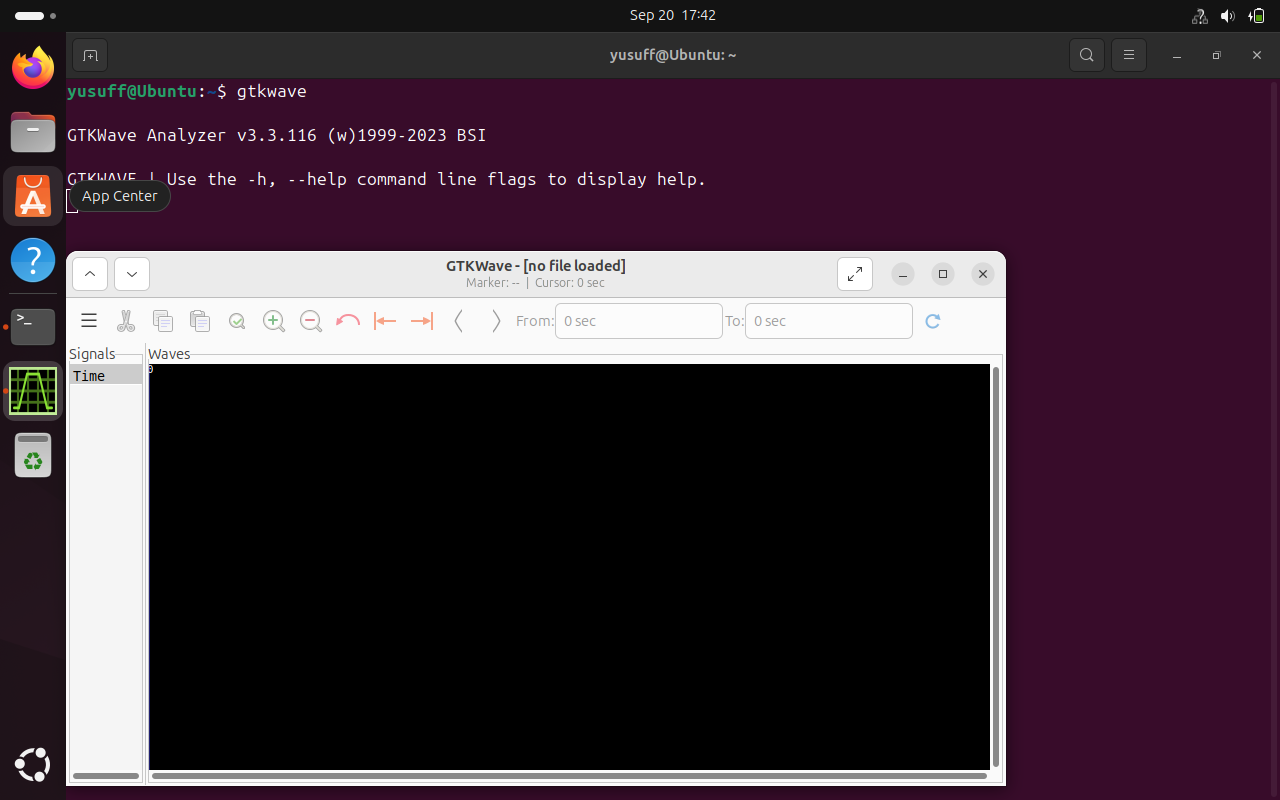 Sep 20 17:42
yusuff@Ubuntu: ~
yusuff@Ubuntu:~$ gtkwave
GTKWave Analyzer v3.3.116 (w)1999-2023 BSI
GTKWAVE | Use the -h, --help command line flags to display help.
App Center
GTKWave - [no file loaded]
Marker: -- | Cursor: 0 sec
From: 0 sec To: 0 sec
Signals
Waves
Time
0